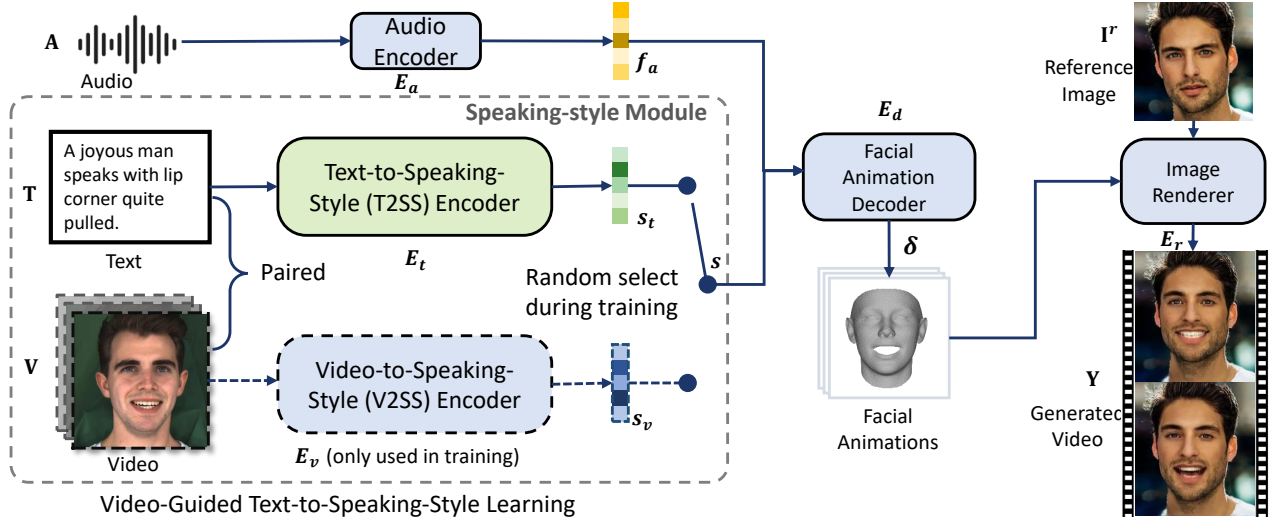 A
Audio
Audio
Encoder
E_a
f_a
Speaking-style Module
T
A joyous man
speaks with lip
corner quite
pulled.
Text
Paired
Text-to-Speaking-
Style (T2SS) Encoder
E_t
s_t
Random select
during training
s
V
Video
Video-to-Speaking-
Style (V2SS) Encoder
E_v (only used in training)
s_v
Video-Guided Text-to-Speaking-Style Learning
E_d
Facial
Animation
Decoder
δ
Facial
Animations
I^r
Reference
Image
Image
Renderer
E_r
Y
Generated
Video